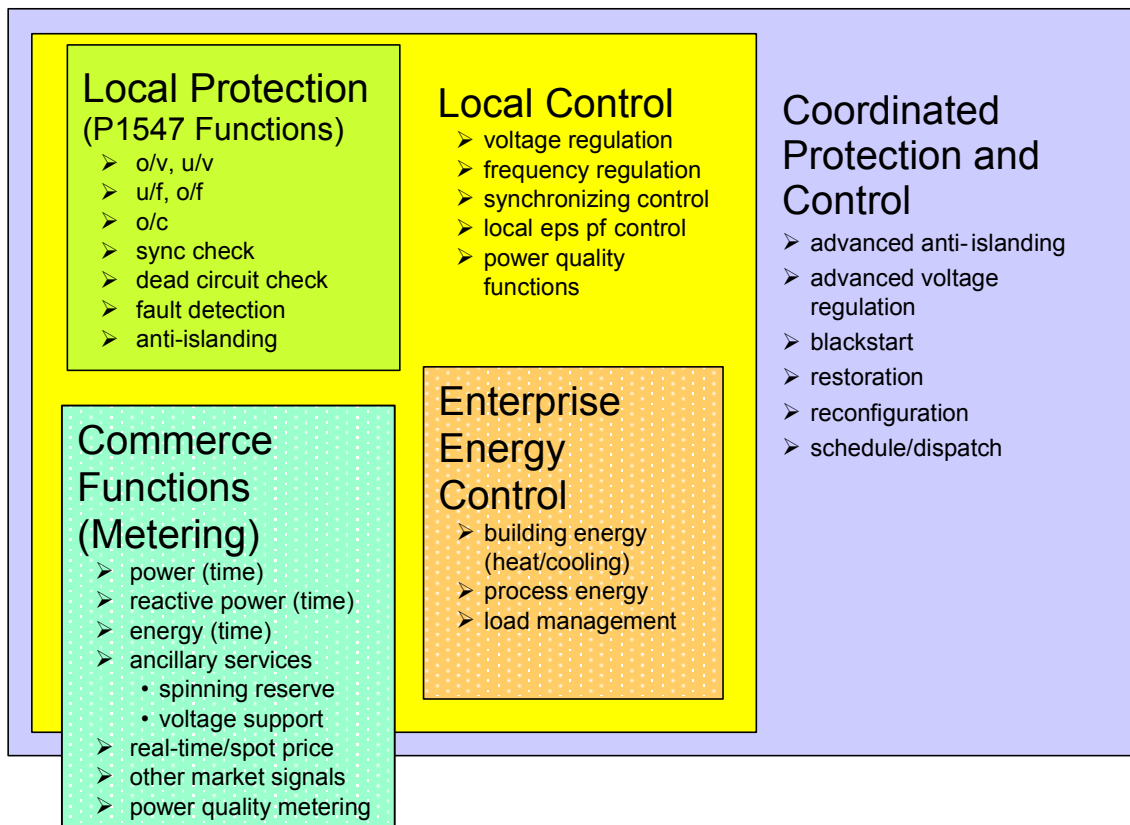 Local Protection
(P1547 Functions)
➢ o/v, u/v
➢ u/f, o/f
➢ o/c
➢ sync check
➢ dead circuit check
➢ fault detection
➢ anti-islanding
Local Control
➢ voltage regulation
➢ frequency regulation
➢ synchronizing control
➢ local eps pf control
➢ power quality
functions
Coordinated
Protection and
Control
➢ advanced anti-islanding
➢ advanced voltage
regulation
➢ blackstart
➢ restoration
➢ reconfiguration
➢ schedule/dispatch
Commerce
Functions
(Metering)
➢ power (time)
➢ reactive power (time)
➢ energy (time)
➢ ancillary services
• spinning reserve
• voltage support
➢ real-time/spot price
➢ other market signals
➢ power quality metering
Enterprise
Energy
Control
➢ building energy
(heat/cooling)
➢ process energy
➢ load management